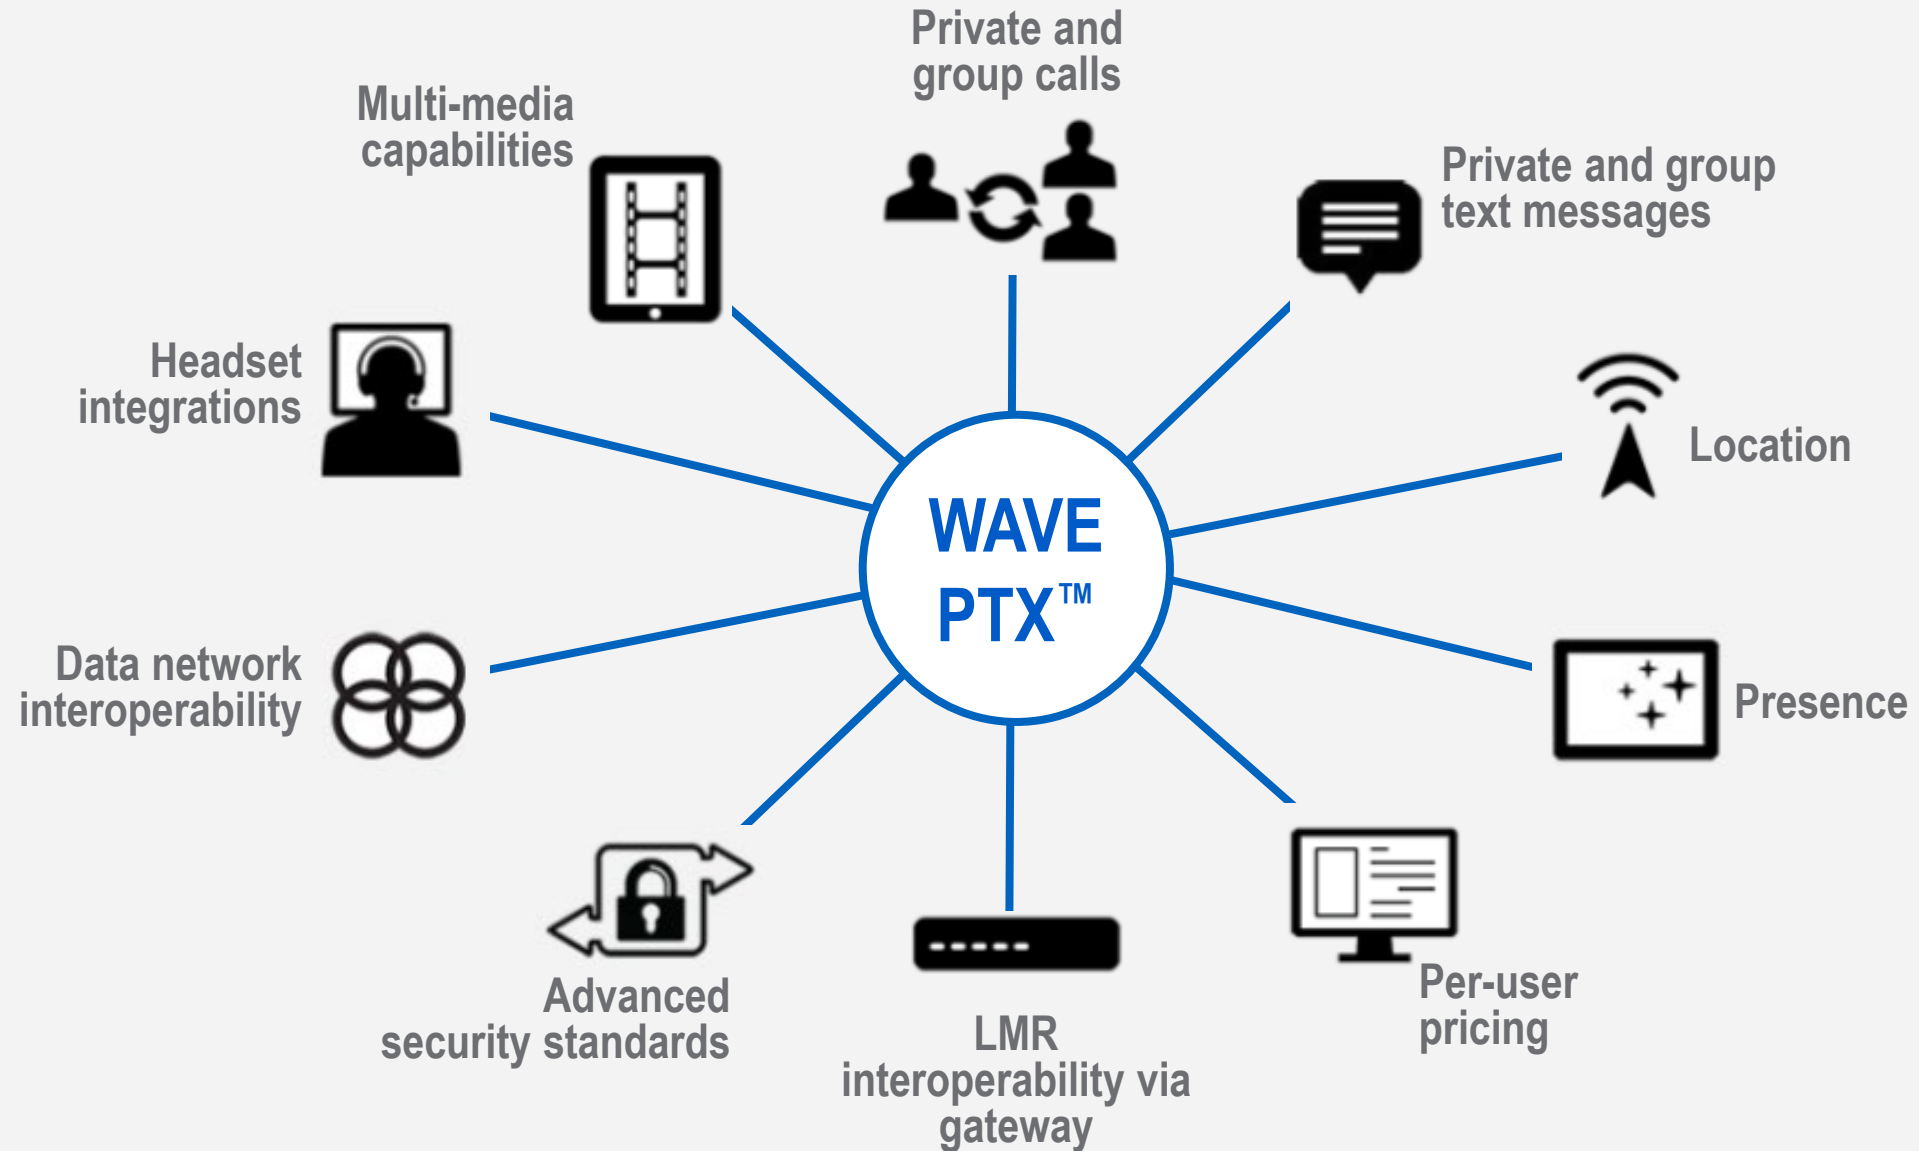 Private and
group calls
Multi-media
capabilities
Private and group
text messages
Headset
integrations
Location
WAVE
PTX™
Data network
interoperability
Presence
Advanced
security standards
LMR
interoperability via
gateway
Per-user
pricing